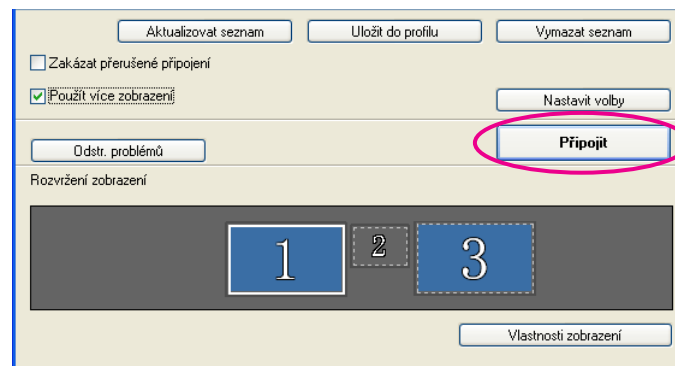 Aktualizovat seznam Uložit do profilu Vymazat seznam
Zakázat přerušené připojení
Použít více zobrazení
Nastavit volby
Připojit
Odstr. problémů
Rozvržení zobrazení
1 2 3
Vlastnosti zobrazení